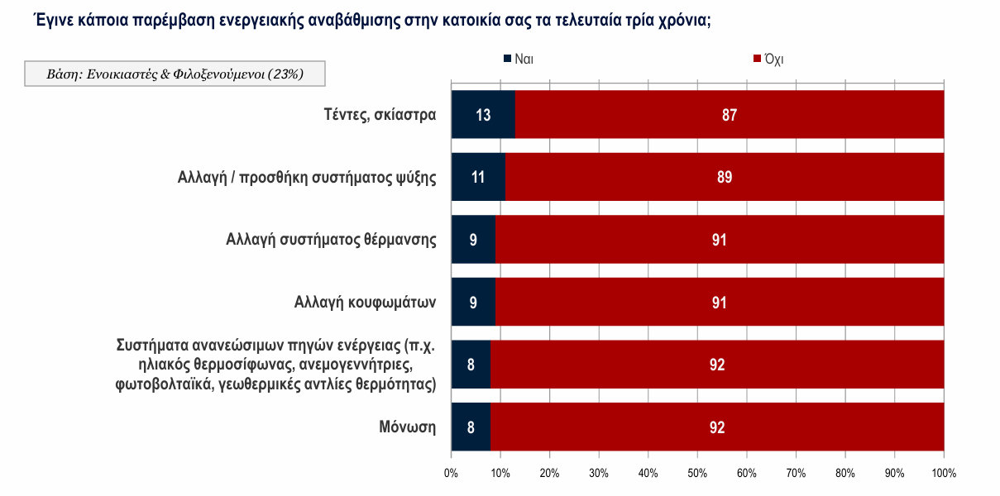 Έγινε κάποια παρέμβαση ενεργειακής αναβάθμισης στην κατοικία σας τα τελευταία τρία χρόνια;
Ναι Όχι
Βάση: Ενοικιαστές & Φιλοξενούμενοι (23%)
Τέντες, σκίαστρα 13 87
Αλλαγή / προσθήκη συστήματος ψύξης 11 89
Αλλαγή συστήματος θέρμανσης 9 91
Αλλαγή κουφωμάτων 9 91
Συστήματα ανανεώσιμων πηγών ενέργειας (π.χ.
ηλιακός θερμοσίφωνας, ανεμογεννήτριες, 8 92
φωτοβολταϊκά, γεωθερμικές αντλίες θερμότητας)
Μόνωση 8 92
0% 10% 20% 30% 40% 50% 60% 70% 80% 90% 100%